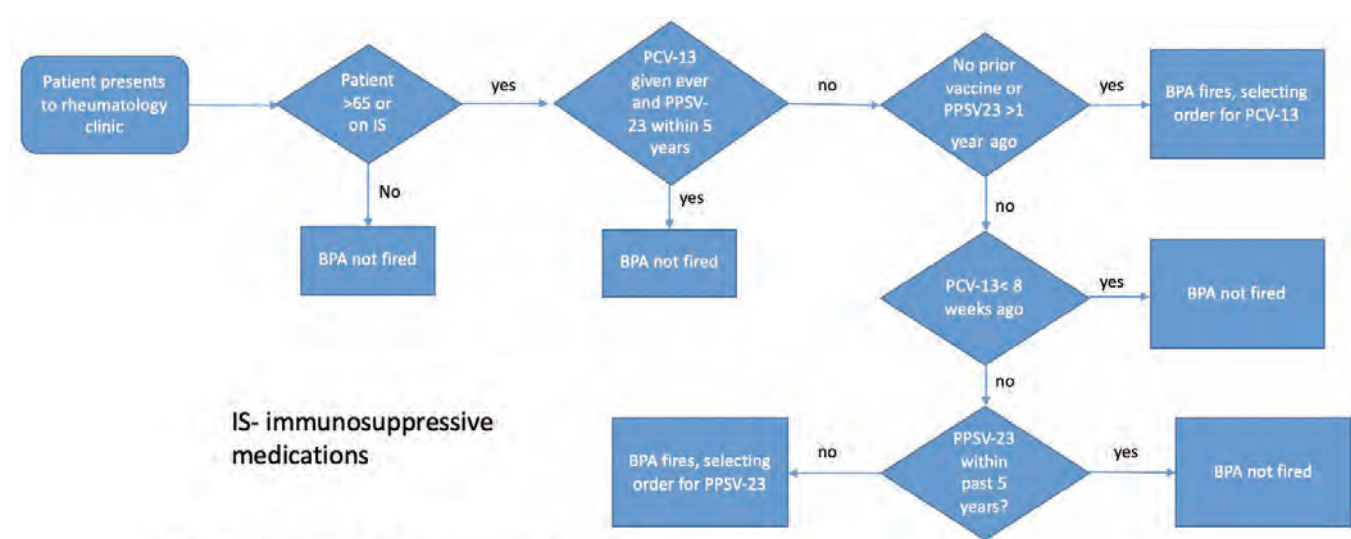 Patient presents
to rheumatology
clinic
Patient
>65 or
on IS
yes
PCV-13
given ever
and PPSV-
23 within 5
years
no
No prior
vaccine or
PPSV23 >1
year ago
yes
BPA fires, selecting
order for PCV-13
No
BPA not fired
yes
BPA not fired
no
PCV-13< 8
weeks ago
yes
BPA not fired
no
IS- immunosuppressive
medications
BPA fires, selecting
order for PPSV-23
no
PPSV-23
within
past 5
years?
yes
BPA not fired